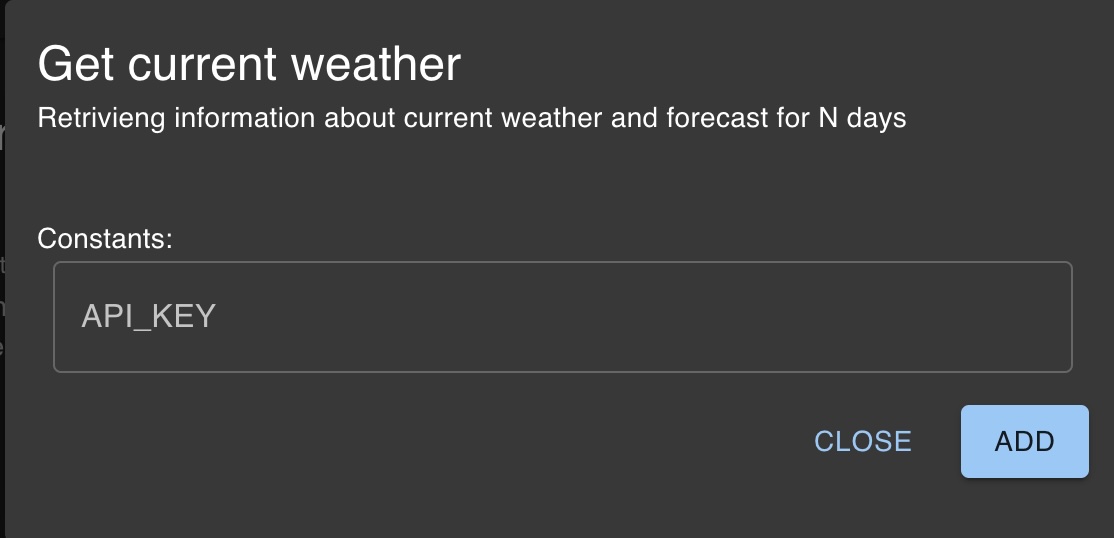 Get current weather
Retrivieng information about current weather and forecast for N days
Constants:
API_KEY
CLOSE
ADD